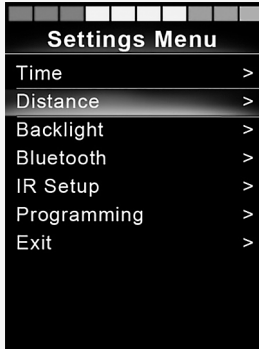 Settings Menu
Time >
Distance >
Backlight >
Bluetooth >
IR Setup >
Programming >
Exit >